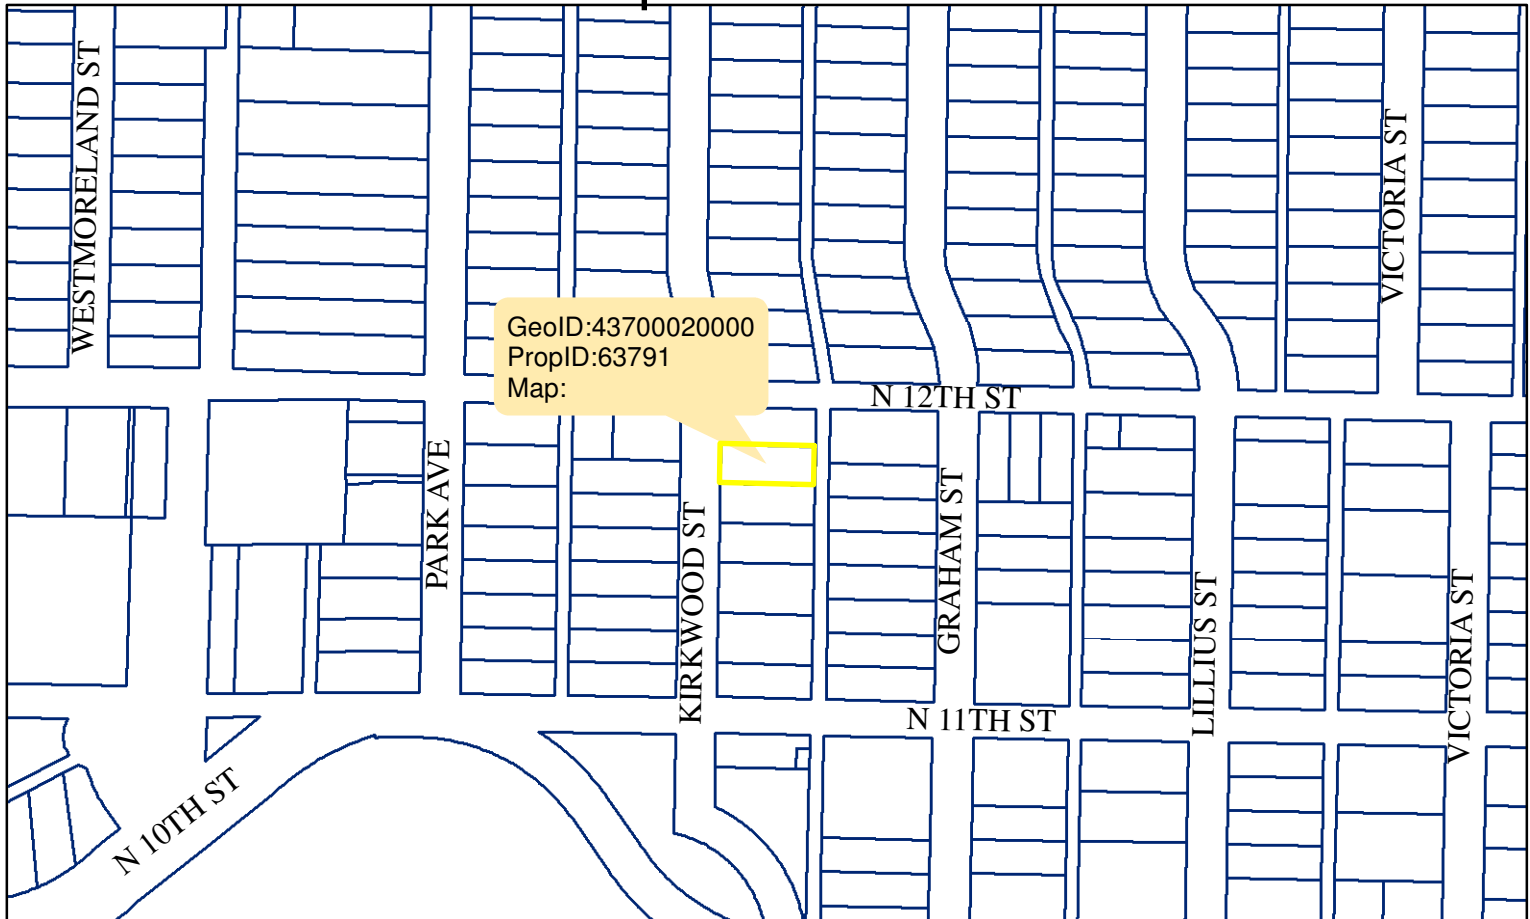 WESTMORELAND ST
VICTORIA ST
GeoID:43700020000
PropID:63791
Map:
N 12TH ST
PARK AVE
KIRKWOOD ST
GRAHAM ST
LILLIUS ST
VICTORIA ST
N 11TH ST
N 10TH ST